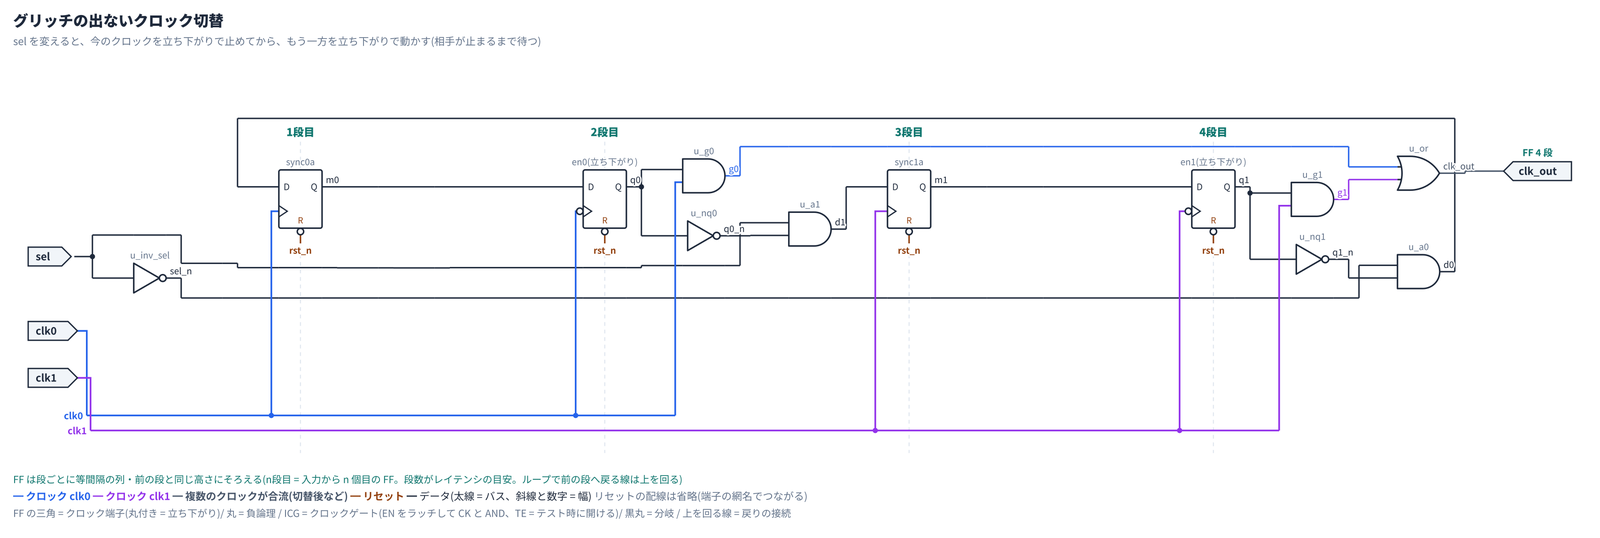 グリッチの出ないクロック切替
sel を変えると、今のクロックを立ち下がりで止めてから、もう一方を立ち下がりで動かす(相手が止まるまで待つ)
1段目
2段目
3段目
4段目
sync0a
en0(立ち下がり)
u_g0
sync1a
en1(立ち下がり)
u_g1
u_or
FF 4 段
D
Q
R
rst_n
m0
D
Q
R
rst_n
q0
g0
u_nq0
q0_n
u_a1
d1
D
Q
R
rst_n
m1
D
Q
R
rst_n
q1
g1
clk_out
clk_out
u_nq1
q1_n
u_a0
d0
sel
u_inv_sel
sel_n
clk0
clk1
clk0
clk1
FF は段ごとに等間隔の列・前の段と同じ高さにそろえる(n段目 = 入力から n 個目の FF。段数がレイテンシの目安。ループで前の段へ戻る線は上を回る)
クロック clk0 クロック clk1 複数のクロックが合流(切替後など) リセット データ(太線 = バス、斜線と数字 = 幅) リセットの配線は省略(端子の網名でつながる)
FF の三角 = クロック端子(丸付き = 立ち下がり) / 丸 = 負論理 / ICG = クロックゲート(EN をラッチして CK と AND、TE = テスト時に開ける) / 黒丸 = 分岐 / 上を回る線 = 戻りの接続